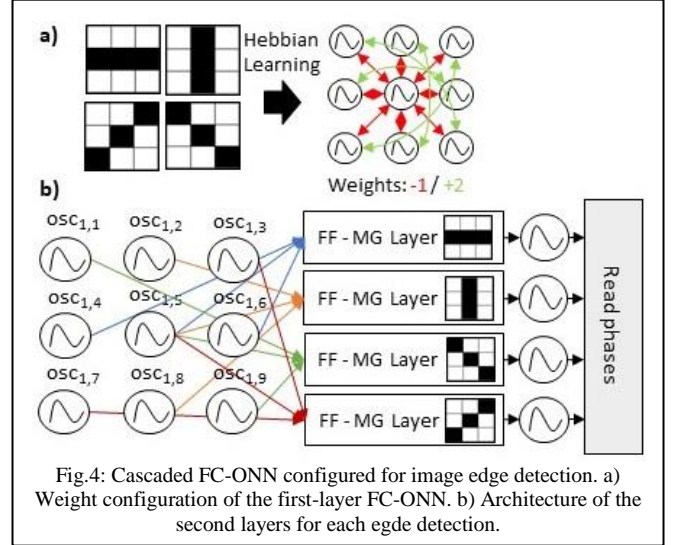 a)
Hebbian
Learning
Weights: -1 / +2
b)
osc1,1
osc1,2
osc1,3
osc1,4
osc1,5
osc1,6
osc1,7
osc1,8
osc1,9
FF - MG Layer
FF - MG Layer
FF - MG Layer
FF - MG Layer
Read phases
Fig.4: Cascaded FC-ONN configured for image edge detection. a)
Weight configuration of the first-layer FC-ONN. b) Architecture of the
second layers for each egde detection.